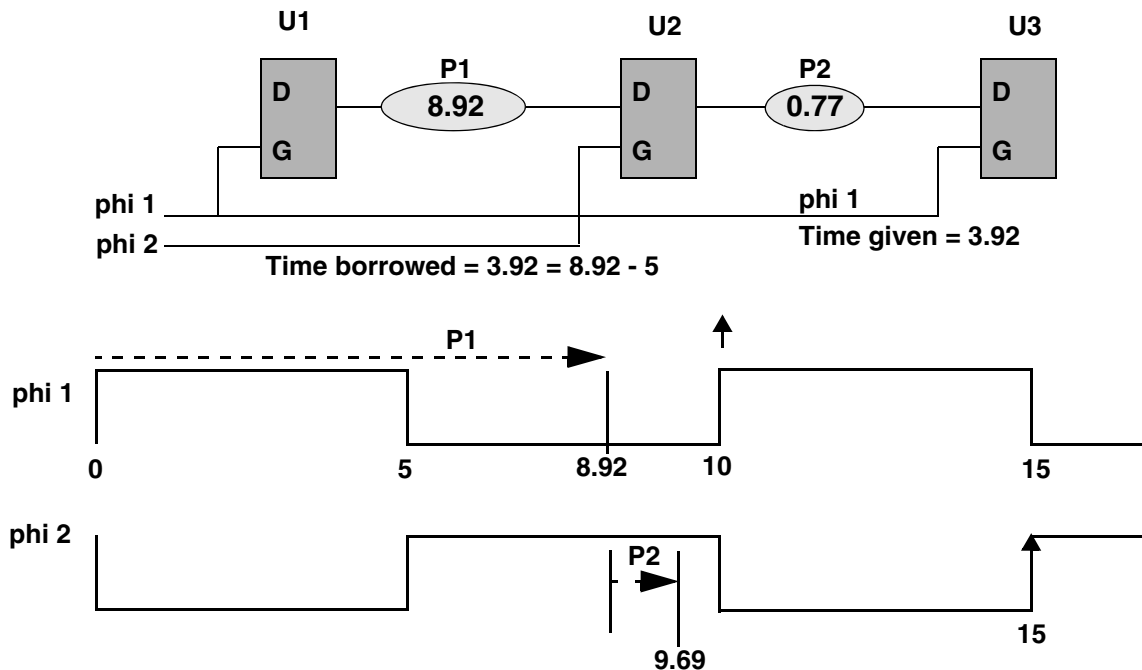 U1 U2 U3
P1 P2
D 8.92 D 0.77 D
G G G
phi 1 phi 1
phi 2 Time given = 3.92
Time borrowed = 3.92 = 8.92 - 5
P1
phi 1
0 5 8.92 10 15
phi 2
P2
15
9.69